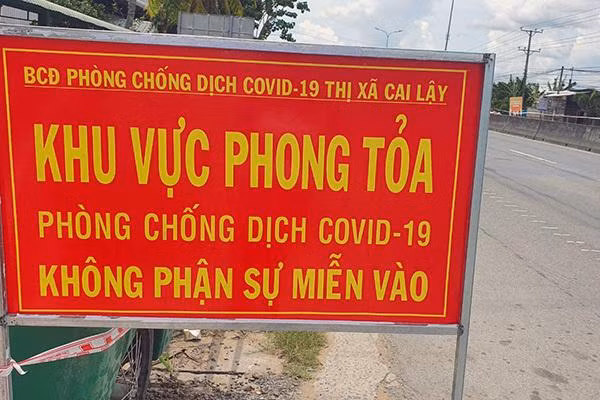 BCĐ PHÒNG CHỐNG DỊCH COVID-19 THỊ XÃ CAI LẬY
KHU VỰC PHONG TỎA
PHÒNG CHỐNG DỊCH COVID-19
KHÔNG PHẬN SỰ MIỄN VÀO